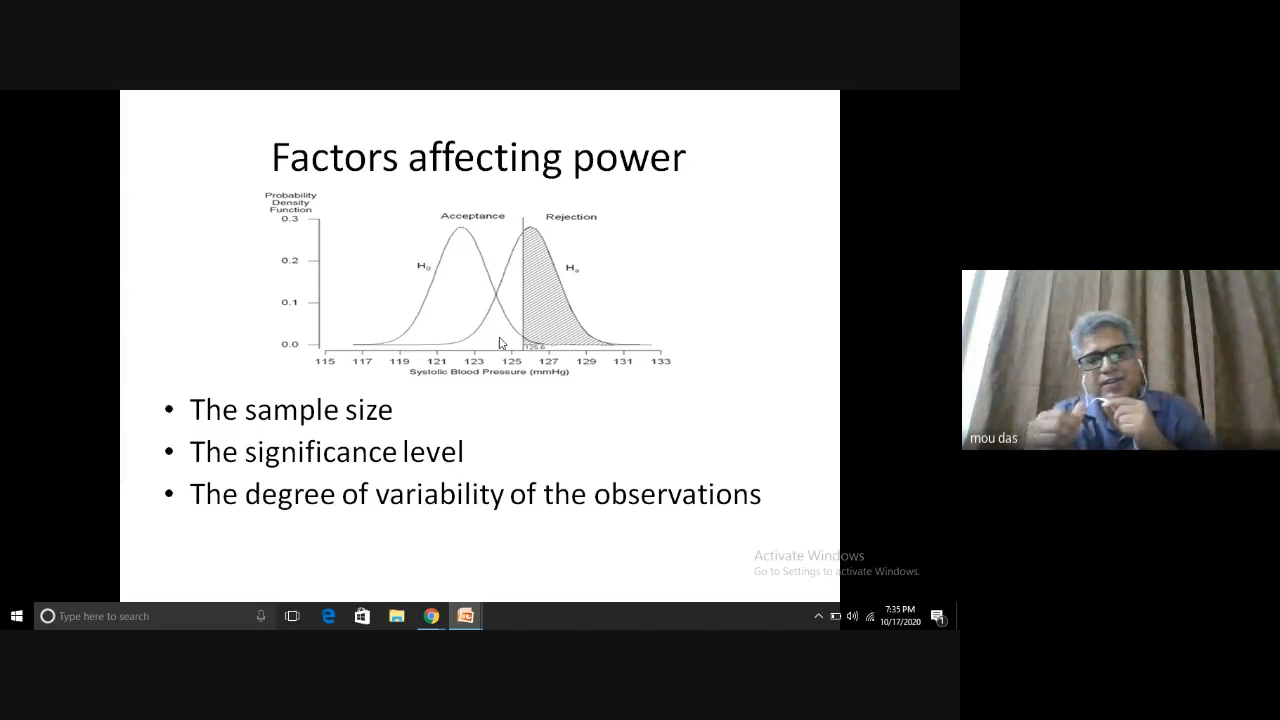 Factors affecting power
Probability
Density
Function
0.3
0.2
0.1
0.0
Acceptance
Rejection
H0
Ha
125.6
115 117 119 121 123 125 127 129 131 133
Systolic Blood Pressure (mmHg)
• The sample size
• The significance level
• The degree of variability of the observations
mou das
Activate Windows
Go to Settings to activate Windows.
Type here to search
7:35 PM
10/17/2020
1